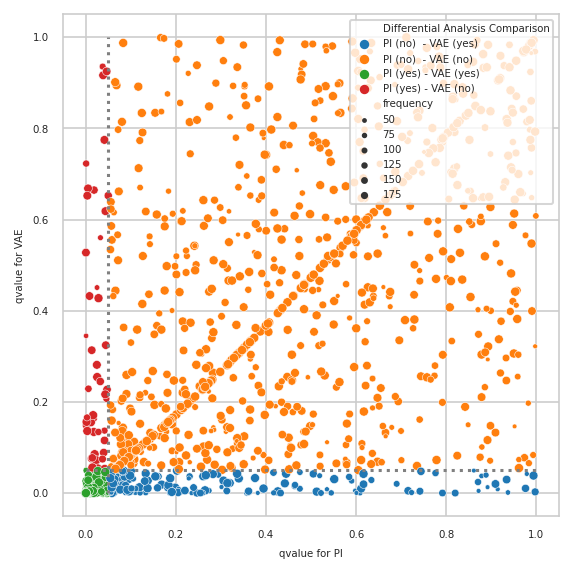 Differential Analysis Comparison
PI (no) - VAE (yes)
PI (no) - VAE (no)
PI (yes) - VAE (yes)
PI (yes) - VAE (no)
frequency
50
75
100
125
150
175
1.0
0.8
0.6
0.4
0.2
0.0
qvalue for VAE
0.0 0.2 0.4 0.6 0.8 1.0
qvalue for PI